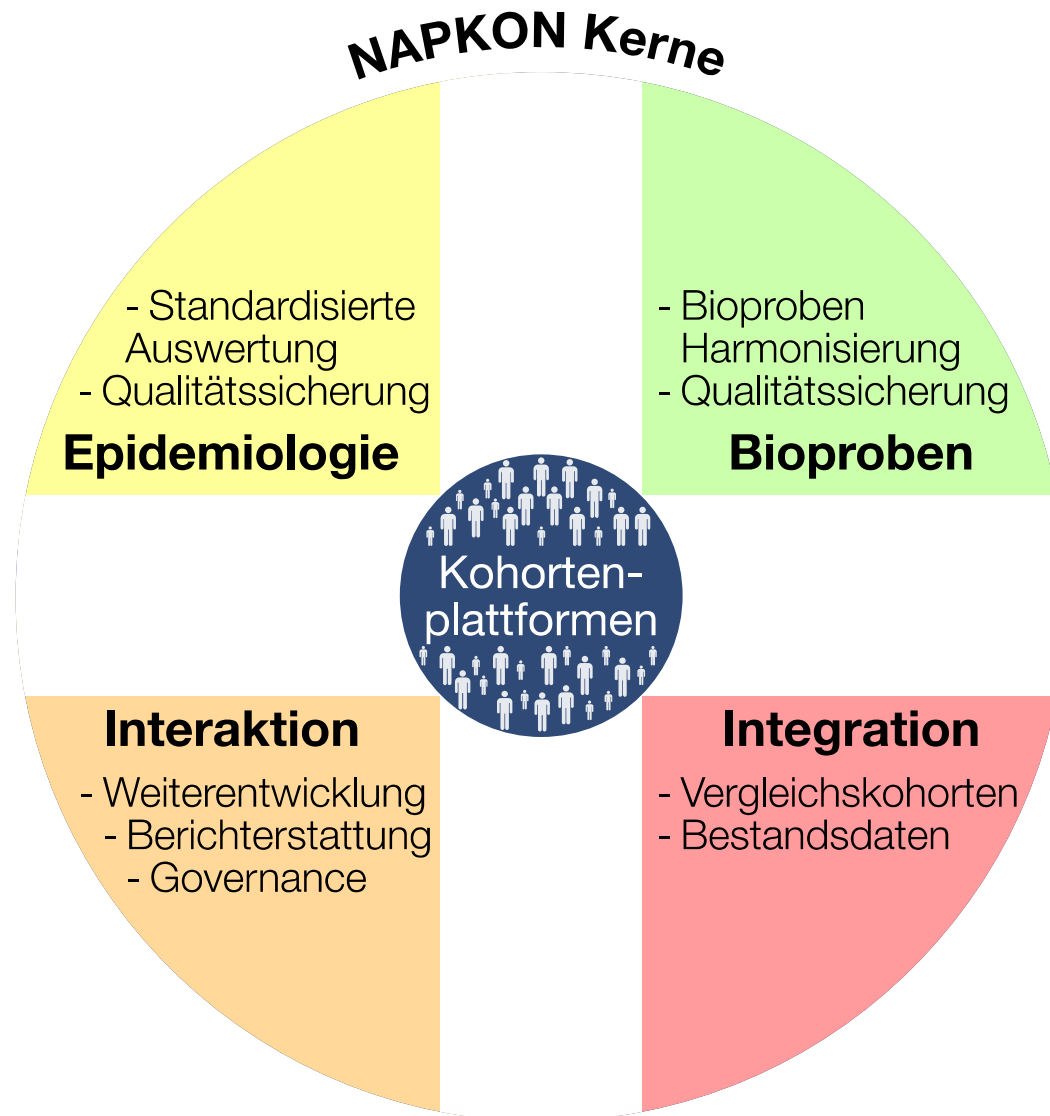 NAPKON Kerne
- Standardisierte
Auswertung
- Qualitätssicherung
Epidemiologie
- Bioproben
Harmonisierung
- Qualitätssicherung
Bioproben
Kohorten-
plattformen
Interaktion
- Weiterentwicklung
- Berichterstattung
- Governance
Integration
- Vergleichskohorten
- Bestandsdaten